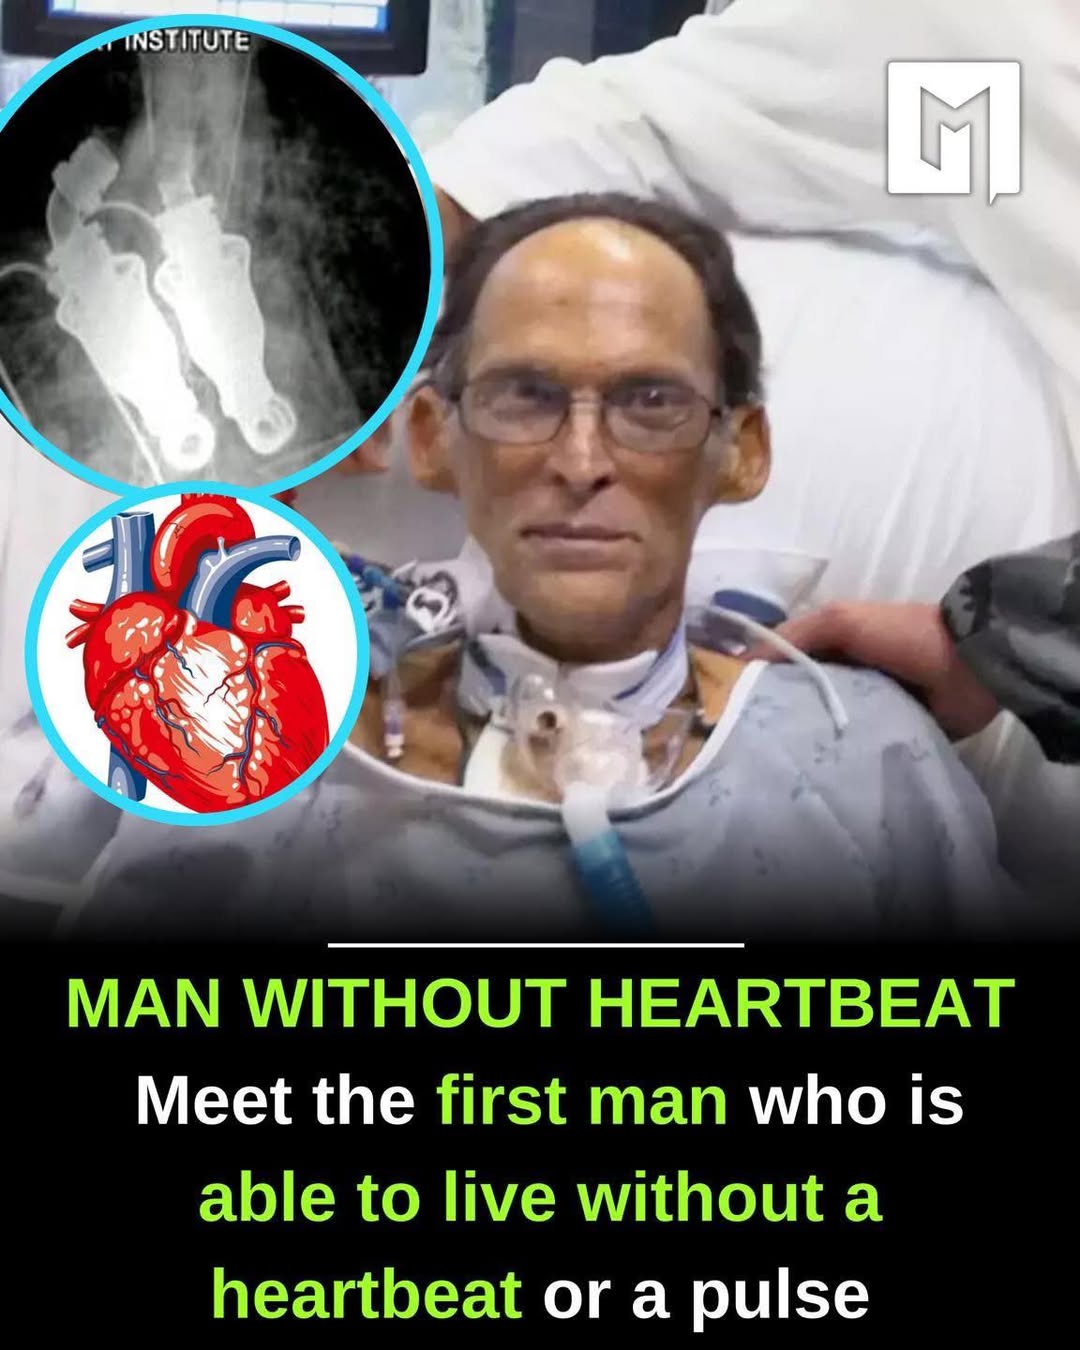 INSTITUTE
MAN WITHOUT HEARTBEAT
Meet the first man who is
able to live without a
heartbeat or a pulse